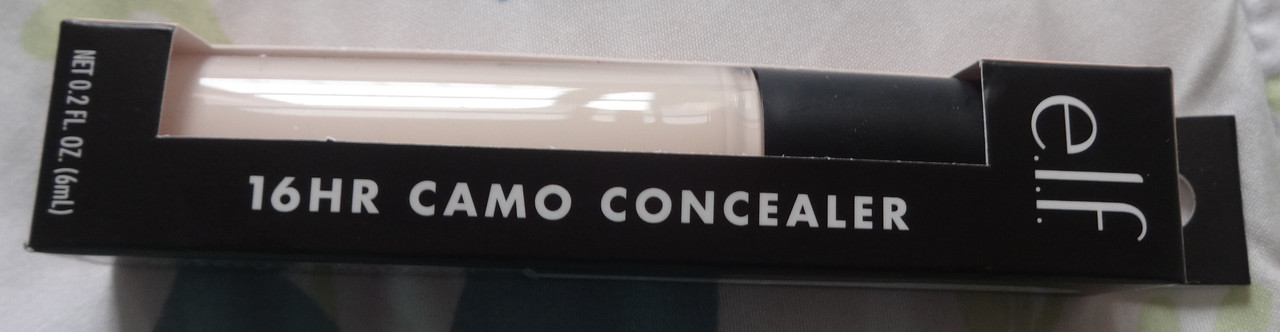 NET 0.2 FL. OZ. (6mL)
16HR CAMO CONCEALER
e.l.f.